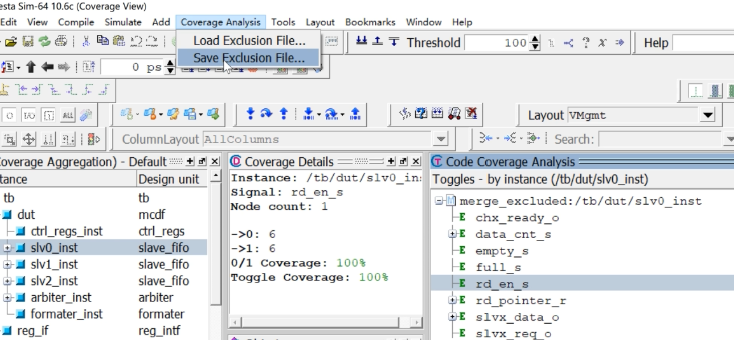 esta Sim-64 10.6c (Coverage View)
Edit View Compile Simulate Add Coverage Analysis Tools Layout Bookmarks Window Help
Load Exclusion File...
Save Exclusion File...
Threshold 100 Help
0 ps
I/O ALL
Layout VMgmt
ColumnLayout AllColumns
Search:
Coverage Aggregation) - Default
Coverage Details
Code Coverage Analysis
tance Design unit
tb tb
dut mcdf
ctrl_regs_inst ctrl_regs
slv0_inst slave_fifo
slv1_inst slave_fifo
slv2_inst slave_fifo
arbiter_inst arbiter
formater_inst formater
reg_if reg_intf
Instance: /tb/dut/slv0_in
Signal: rd_en_s
Node count: 1
->0: 6
->1: 6
0/1 Coverage: 100%
Toggle Coverage: 100%
Toggles - by instance (/tb/dut/slv0_inst)
merge_excluded:/tb/dut/slv0_inst
E chx_ready_o
E data_cnt_s
E empty_s
E full_s
E rd_en_s
E rd_pointer_r
E slvx_data_o
E slvx_req_o